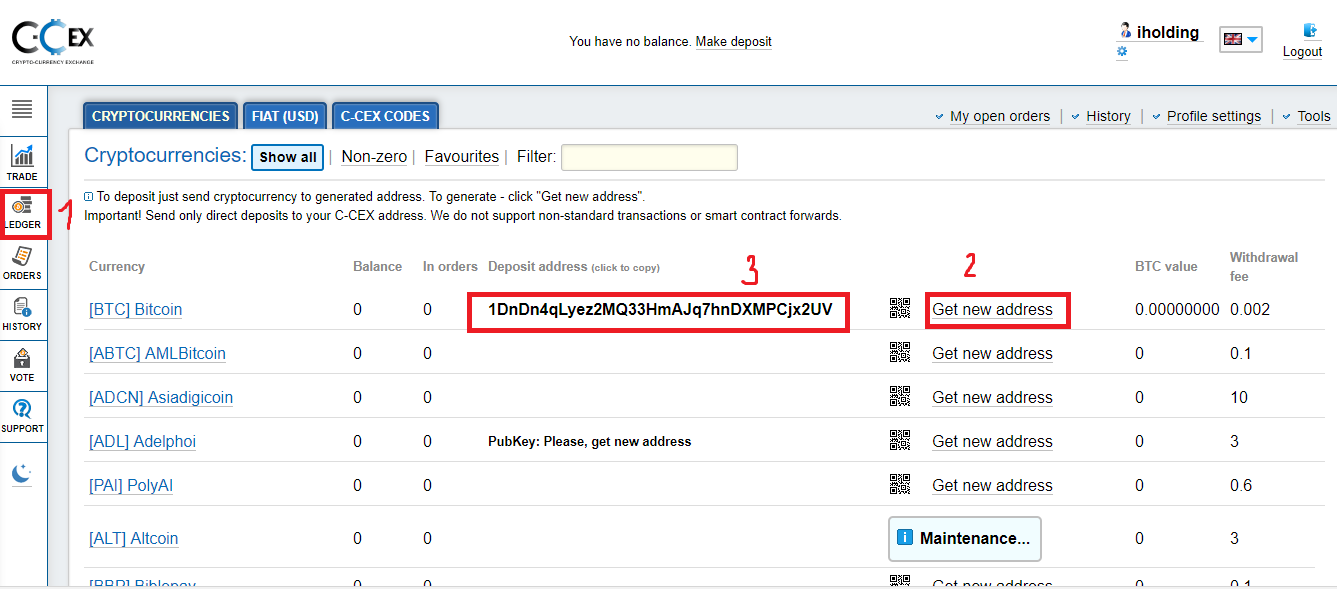 C-CEX
CRYPTO-CURRENCY EXCHANGE
You have no balance. Make deposit
iholding
Logout
CRYPTOCURRENCIES FIAT (USD) C-CEX CODES
My open orders | History | Profile settings | Tools
TRADE
LEDGER
ORDERS
HISTORY
VOTE
SUPPORT
1
Cryptocurrencies: Show all | Non-zero | Favourites | Filter:
To deposit just send cryptocurrency to generated address. To generate - click "Get new address".
Important! Send only direct deposits to your C-CEX address. We do not support non-standard transactions or smart contract forwards.
3 2
Currency Balance In orders Deposit address (click to copy) BTC value Withdrawal fee
[BTC] Bitcoin 0 0 1DnDn4qLyez2MQ33HmAJq7hnDXMPCjx2UV Get new address 0.00000000 0.002
[ABTC] AMLBitcoin 0 0 Get new address 0 0.1
[ADCN] Asiadigicoin 0 0 Get new address 0 10
[ADL] Adelphoi 0 0 PubKey: Please, get new address Get new address 0 3
[PAI] PolyAI 0 0 Get new address 0 0.6
[ALT] Altcoin 0 0 Maintenance... 0 3
[BBP] Biblepay 0 0 Get new address 0 0.1